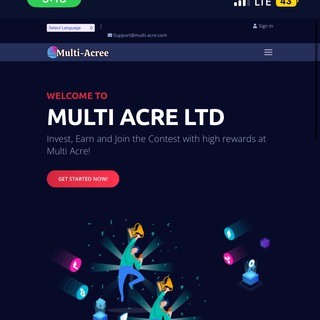 LTE 43
Select Language
Sign In
Support@multi-acre.com
Multi-Acree
WELCOME TO
MULTI ACRE LTD
Invest, Earn and Join the Contest with high rewards at
Multi Acre!
GET STARTED NOW!